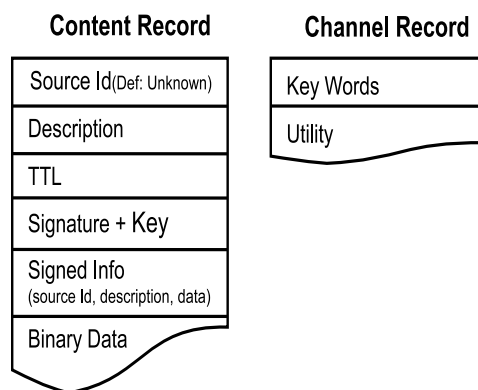 Content Record
Source Id(Def: Unknown)
Description
TTL
Signature + Key
Signed Info
(source Id, description, data)
Binary Data
Channel Record
Key Words
Utility